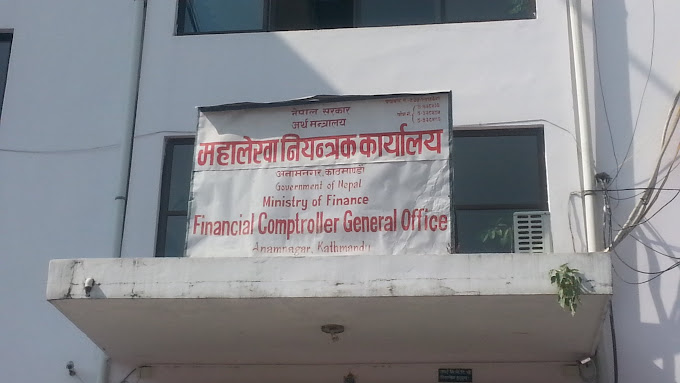 नेपाल सरकार
अर्थ मन्त्रालय
महालेखा नियन्त्रक कार्यालय
अनामनगर, काठमाण्डौ
Government of Nepal
Ministry of Finance
Financial Comptroller General Office
Anamnagar, Kathmandu